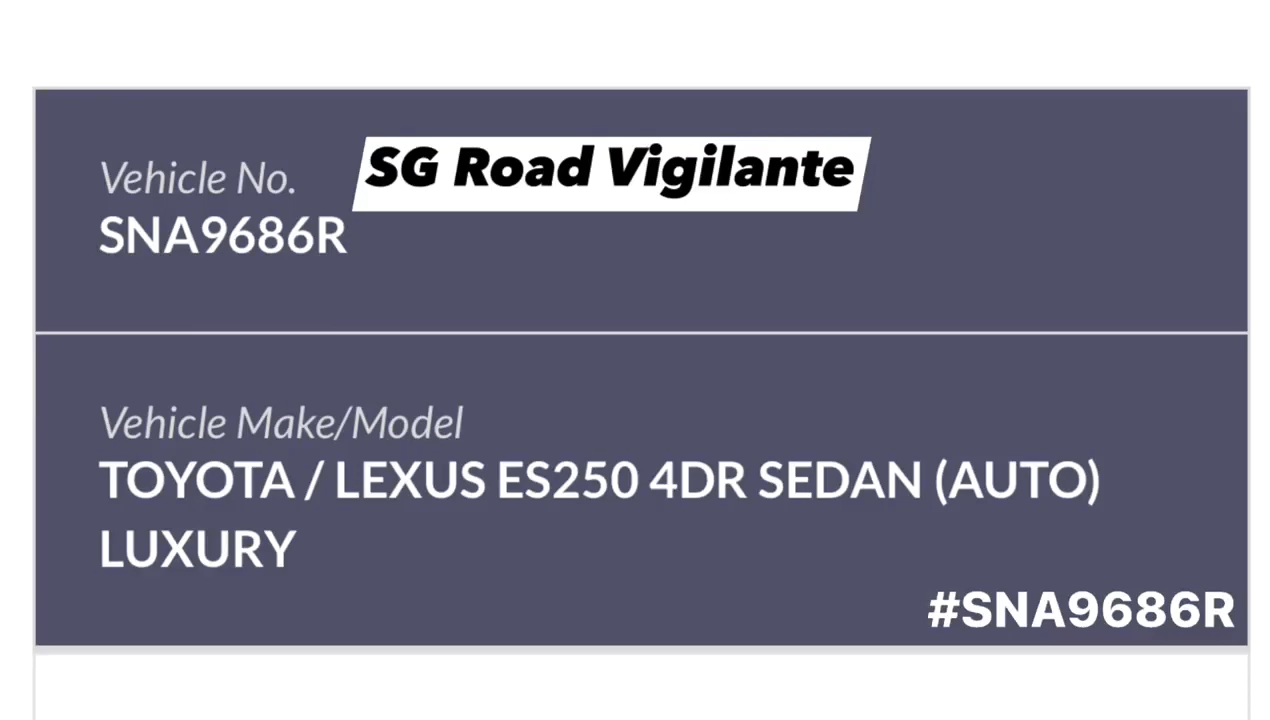 Vehicle No.
SG Road Vigilante
SNA9686R
Vehicle Make/Model
TOYOTA / LEXUS ES250 4DR SEDAN (AUTO)
LUXURY
#SNA9686R